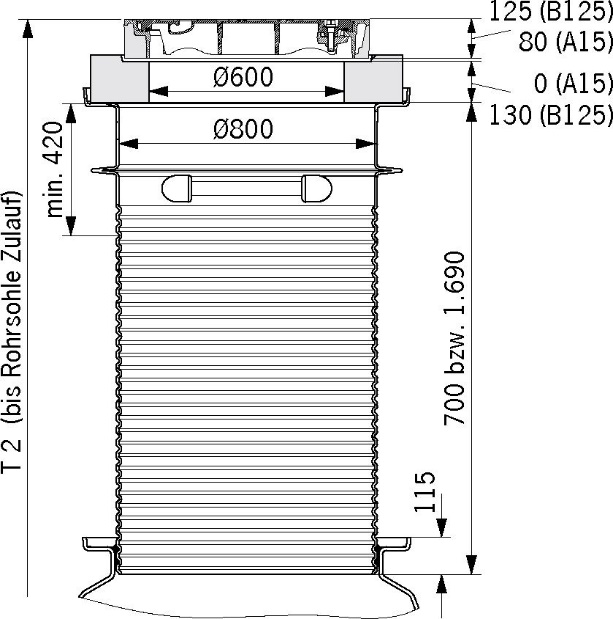 125 (B125)
80 (A15)
Ø600
0 (A15)
130 (B125)
Ø800
min. 420
T 2 (bis Rohrsohle Zulauf)
700 bzw. 1.690
115